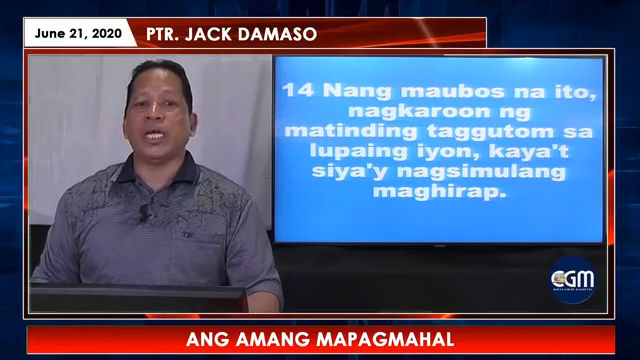 June 21, 2020
PTR. JACK DAMASO
14 Nang maubos na ito,
nagkaroon ng
matinding taggutom sa
lupaing iyon, kaya't
siya'y nagsimulang
maghirap.
CGM
ANG AMANG MAPAGMAHAL